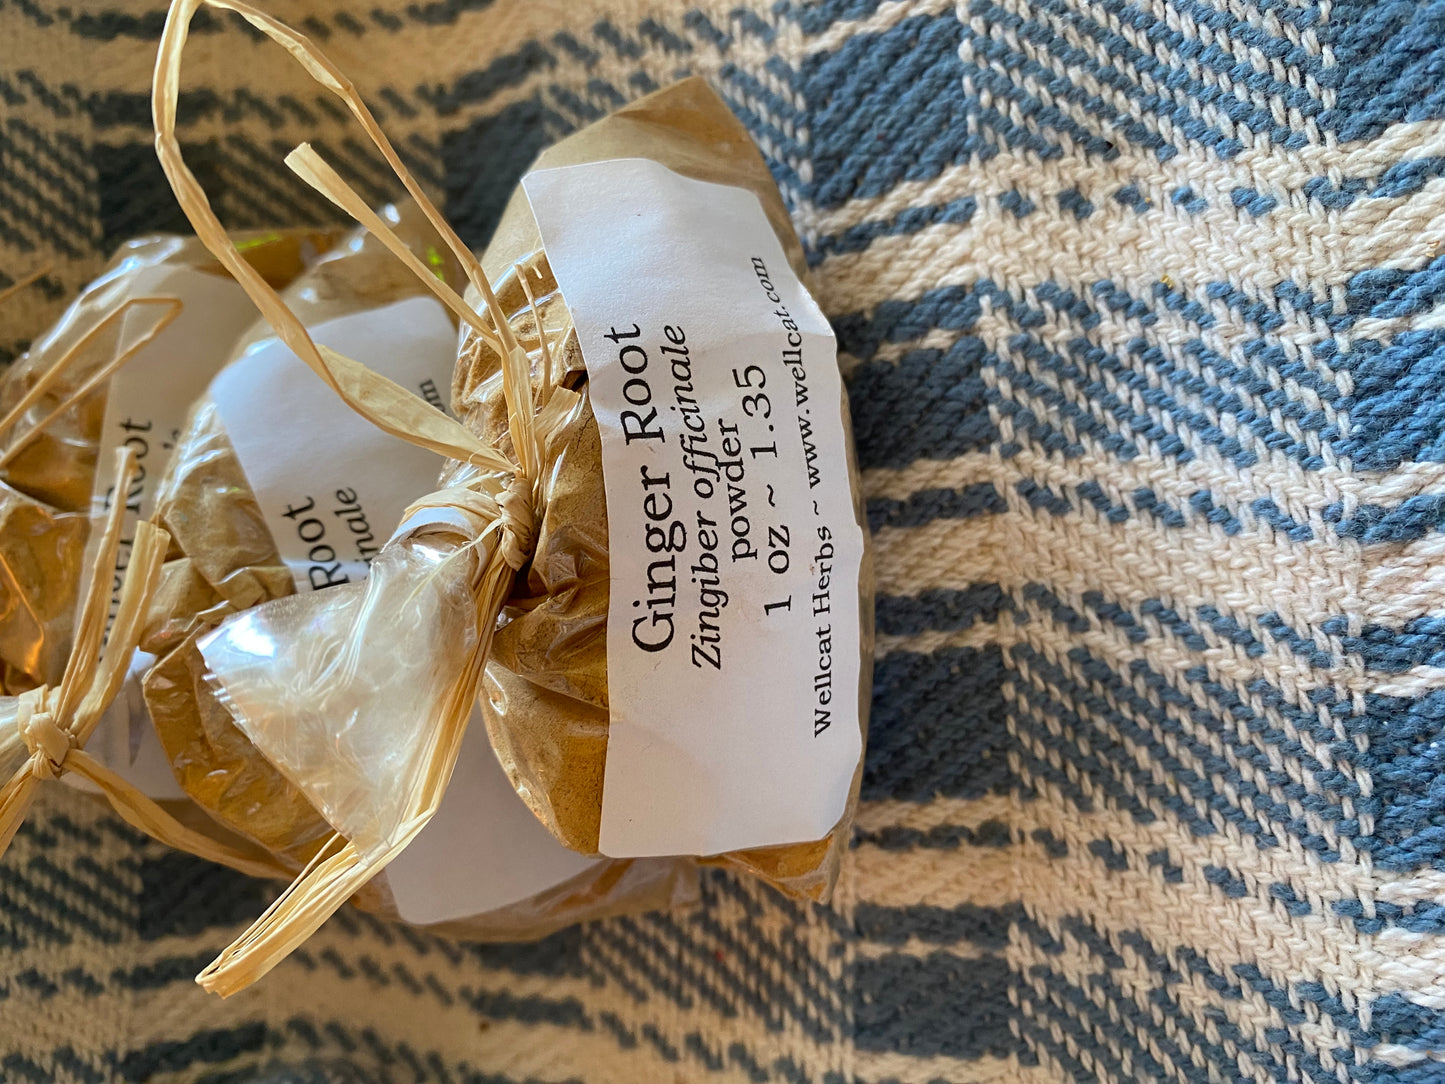 Ginger Root
Zingiber officinale
powder
1 oz ~ 1.35
Wellcat Herbs ~ www.wellcat.com
Root
Root